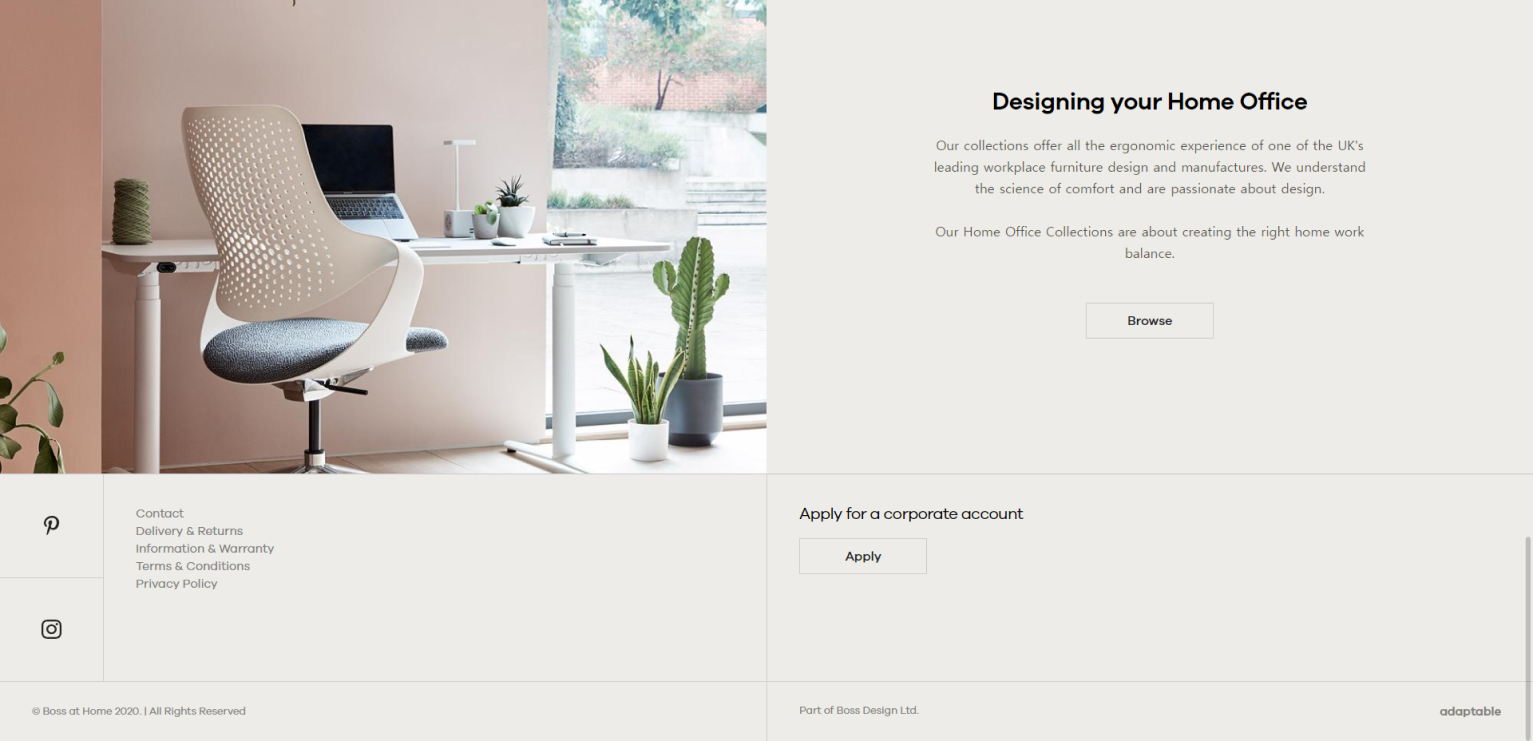 Designing your Home Office
Our collections offer all the ergonomic experience of one of the UK's
leading workplace furniture design and manufactures. We understand
the science of comfort and are passionate about design.
Our Home Office Collections are about creating the right home work
balance.
Browse
Contact
Delivery & Returns
Information & Warranty
Terms & Conditions
Privacy Policy
Apply for a corporate account
Apply
© Boss at Home 2020. | All Rights Reserved
Part of Boss Design Ltd.
adaptable